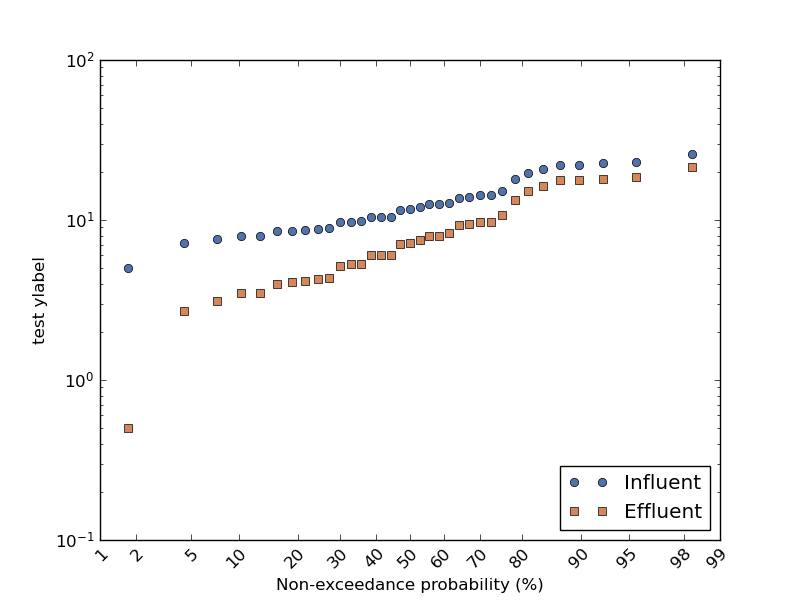 10²
10¹
10⁰
10⁻¹
test ylabel
Influent
Effluent
1 2 5 10 20 30 40 50 60 70 80 90 95 98 99
Non-exceedance probability (%)